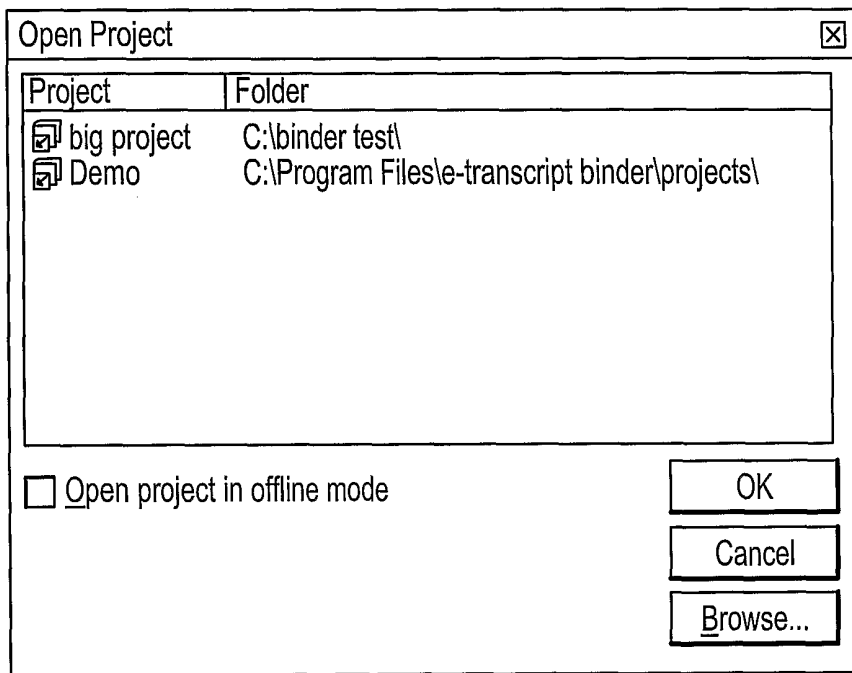 Open Project
Project Folder
big project C:\binder test\
Demo C:\Program Files\e-transcript binder\projects\
Open project in offline mode
OK
Cancel
Browse...